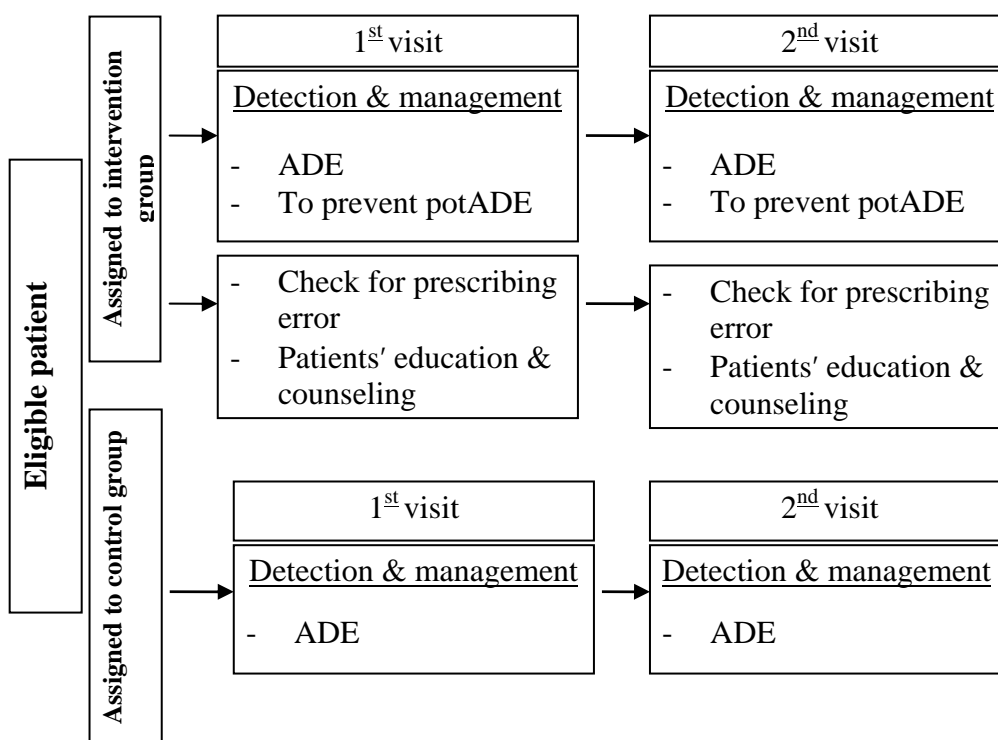 Eligible patient
Assigned to intervention
group
1st visit
Detection & management
- ADE
- To prevent potADE
- Check for prescribing
error
- Patients′ education &
counseling
2nd visit
Detection & management
- ADE
- To prevent potADE
- Check for prescribing
error
- Patients′ education &
counseling
Assigned to control group
1st visit
Detection & management
- ADE
2nd visit
Detection & management
- ADE